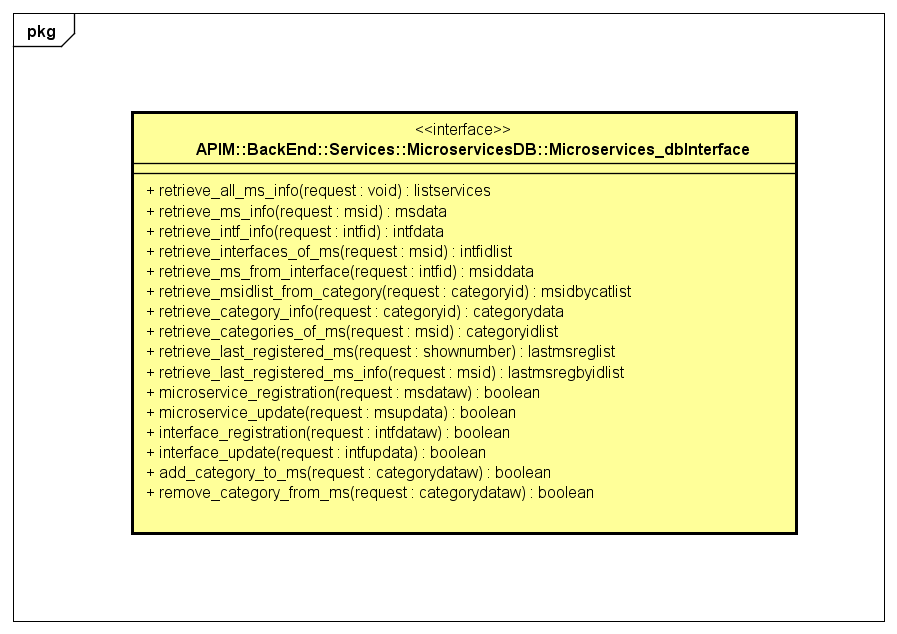 pkg
<<interface>>
APIM::BackEnd::Services::MicroservicesDB::Microservices_dbInterface
+ retrieve_all_ms_info(request : void) : listservices
+ retrieve_ms_info(request : msid) : msdata
+ retrieve_intf_info(request : intfid) : intfdata
+ retrieve_interfaces_of_ms(request : msid) : intfidlist
+ retrieve_ms_from_interface(request : intfid) : msiddata
+ retrieve_msidlist_from_category(request : categoryid) : msidbycatlist
+ retrieve_category_info(request : categoryid) : categorydata
+ retrieve_categories_of_ms(request : msid) : categoryidlist
+ retrieve_last_registered_ms(request : shownumber) : lastmsreglist
+ retrieve_last_registered_ms_info(request : msid) : lastmsregbyidlist
+ microservice_registration(request : msdataw) : boolean
+ microservice_update(request : msupdata) : boolean
+ interface_registration(request : intfdataw) : boolean
+ interface_update(request : intfupdata) : boolean
+ add_category_to_ms(request : categorydataw) : boolean
+ remove_category_from_ms(request : categorydataw) : boolean